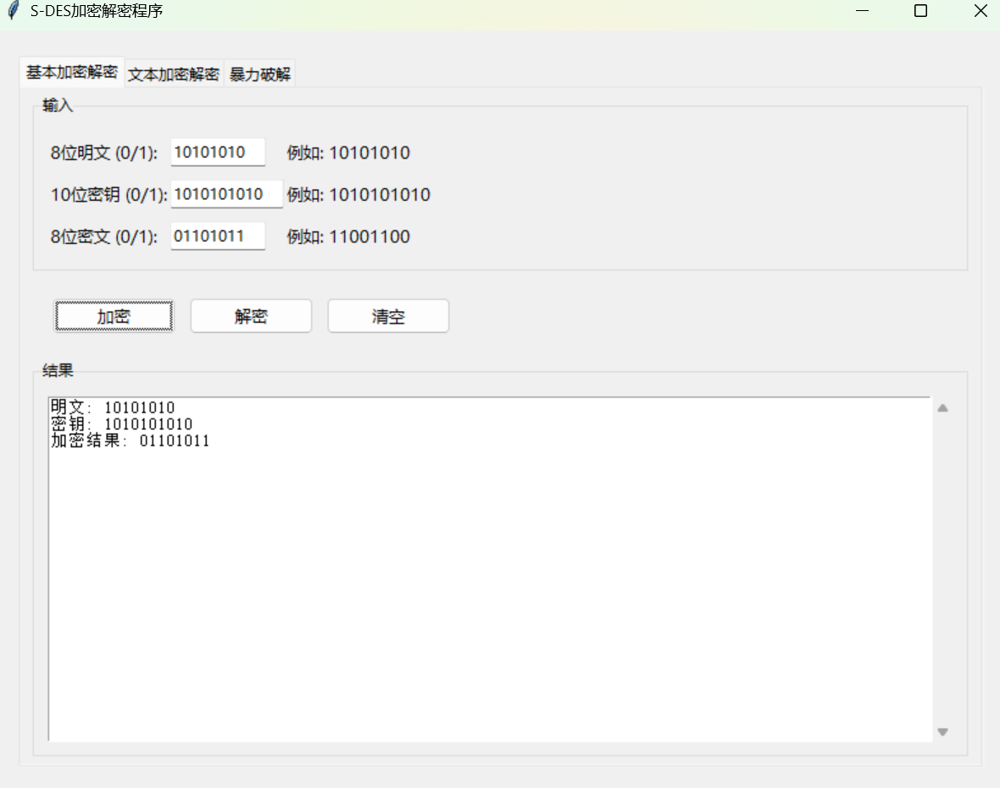 S-DES加密解密程序
基本加密解密 文本加密解密 暴力破解
输入
8位明文 (0/1): 10101010 例如: 10101010
10位密钥 (0/1): 1010101010 例如: 1010101010
8位密文 (0/1): 01101011 例如: 11001100
加密 解密 清空
结果
明文: 10101010
密钥: 1010101010
加密结果: 01101011